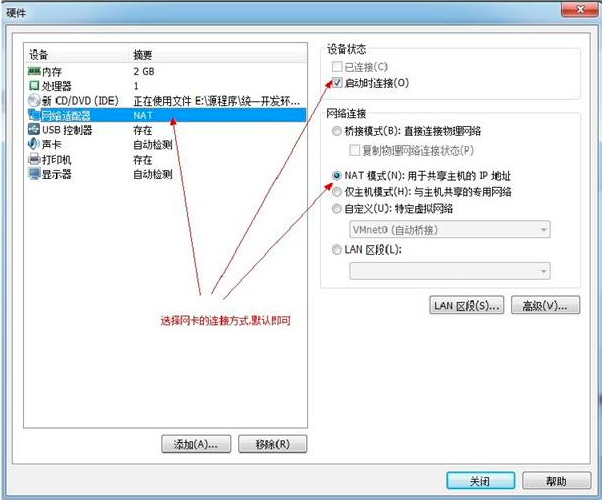 硬件
设备 摘要
内存 2 GB
处理器 1
新 CD/DVD (IDE) 正在使用文件 E:\源程序\统一开发环...
网络适配器 NAT
USB 控制器 存在
声卡 自动检测
打印机 存在
显示器 自动检测
选择网卡的连接方式,默认即可
添加(A)... 移除(R)
设备状态
已连接(C)
启动时连接(O)
网络连接
桥接模式(B): 直接连接物理网络
复制物理网络连接状态(P)
NAT 模式(N): 用于共享主机的 IP 地址
仅主机模式(H): 与主机共享的专用网络
自定义(U): 特定虚拟网络
VMnet0 (自动桥接)
LAN 区段(L):
LAN 区段(S)... 高级(V)...
关闭 帮助